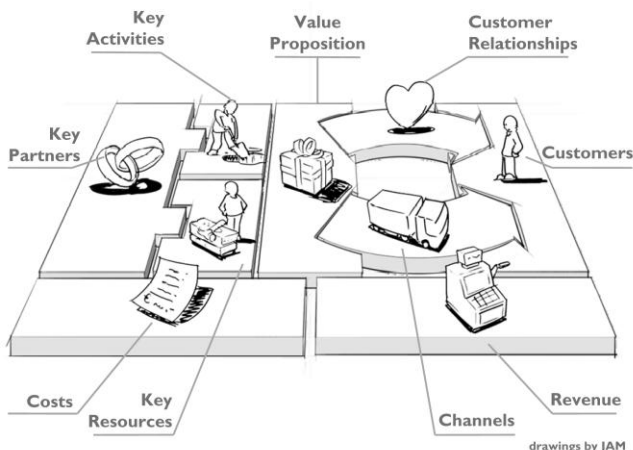 Key
Activities
Value
Proposition
Customer
Relationships
Key
Partners
Customers
Costs
Key
Resources
Channels
Revenue
drawings by JAM